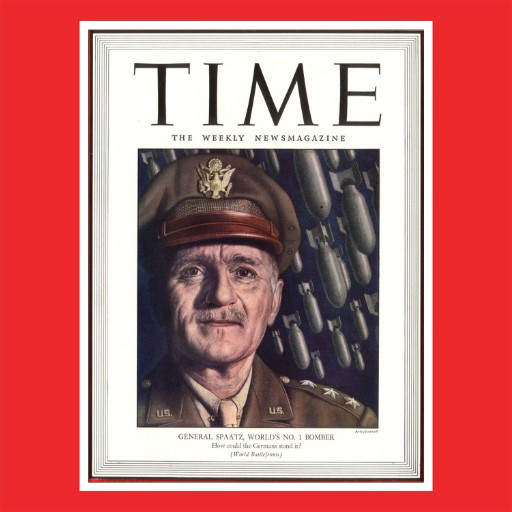 TIME
THE WEEKLY NEWSMAGAZINE
U.S.
U.S.
GENERAL SPAATZ, WORLD'S NO. 1 BOMBER
How could the Germans stand it?
(World Battlefronts)